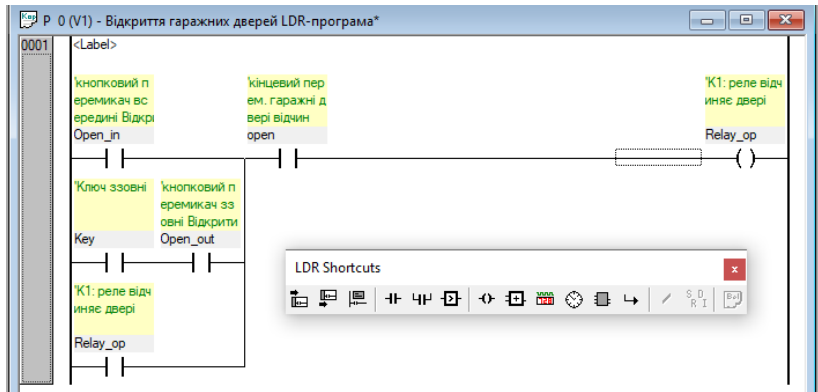 P 0 (V1) - Відкриття гаражних дверей LDR-програма*
0001
<Label>
'кнопковий п
еремикач вс
ередині Відкрі
Open_in
'кінцевий пер
ем. гаражні д
вері відчин
open
'K1: реле відч
иняє двері
Relay_op
'Ключ ззовні
Key
'кнопковий п
еремикач зз
овні Відкрити
Open_out
'K1: реле відч
иняє двері
Relay_op
LDR Shortcuts